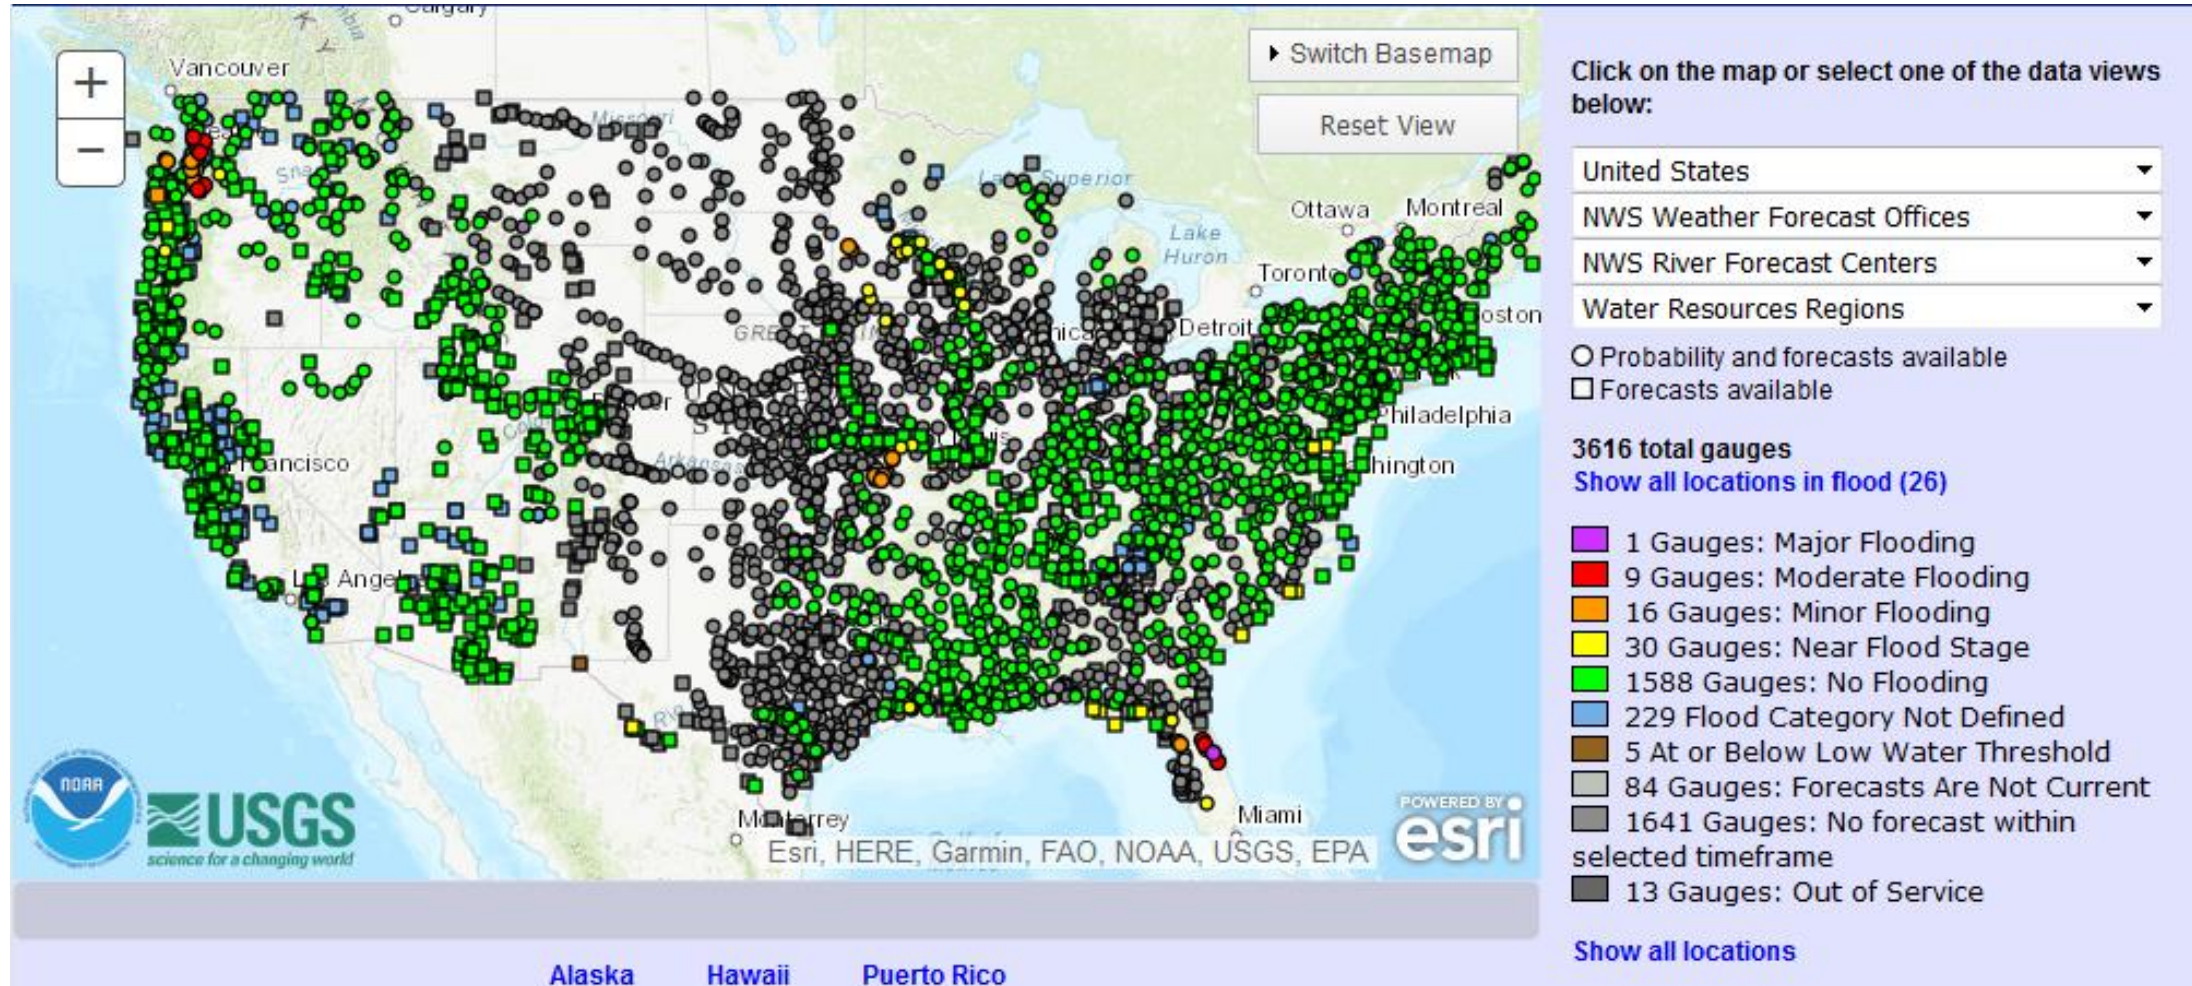 Calgary
Vancouver
+
Missouri
Switch Basemap
−
Reset View
Lake Superior
Ottawa
Montreal
Lake
Huron
Toronto
GREAT
Detroit
Philadelphia
Arkansas
Los Angeles
Miami
Monterrey
NOAA
USGS
science for a changing world
POWERED BY
esri
Esri, HERE, Garmin, FAO, NOAA, USGS, EPA
Alaska
Hawaii
Puerto Rico
Click on the map or select one of the data views
below:
United States
NWS Weather Forecast Offices
NWS River Forecast Centers
Water Resources Regions
Probability and forecasts available
Forecasts available
3616 total gauges
Show all locations in flood (26)
1 Gauges: Major Flooding
9 Gauges: Moderate Flooding
16 Gauges: Minor Flooding
30 Gauges: Near Flood Stage
1588 Gauges: No Flooding
229 Flood Category Not Defined
5 At or Below Low Water Threshold
84 Gauges: Forecasts Are Not Current
1641 Gauges: No forecast within
selected timeframe
13 Gauges: Out of Service
Show all locations